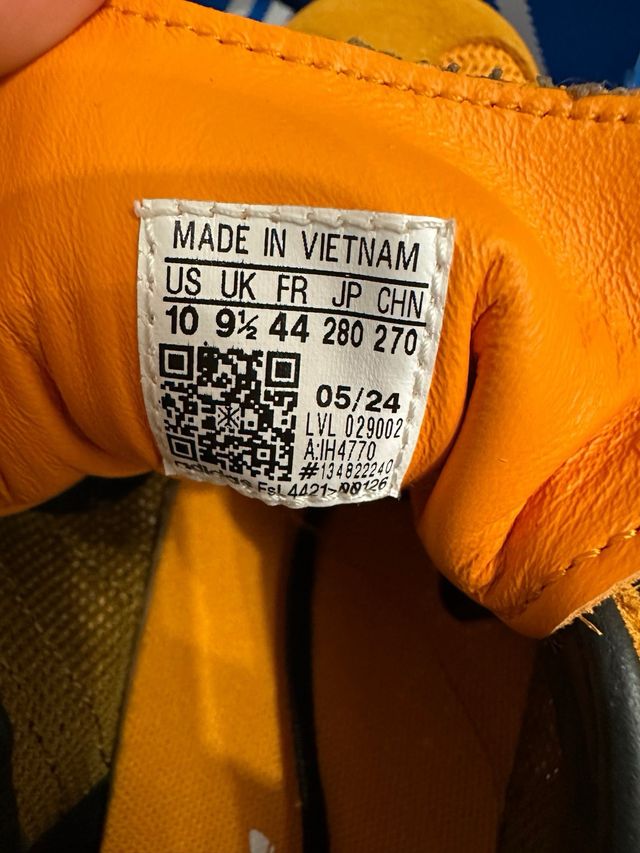 MADE IN VIETNAM
US UK FR JP CHN
10 9½ 44 280 270
05/24
LVL 029002
A:IH4770
#134822240